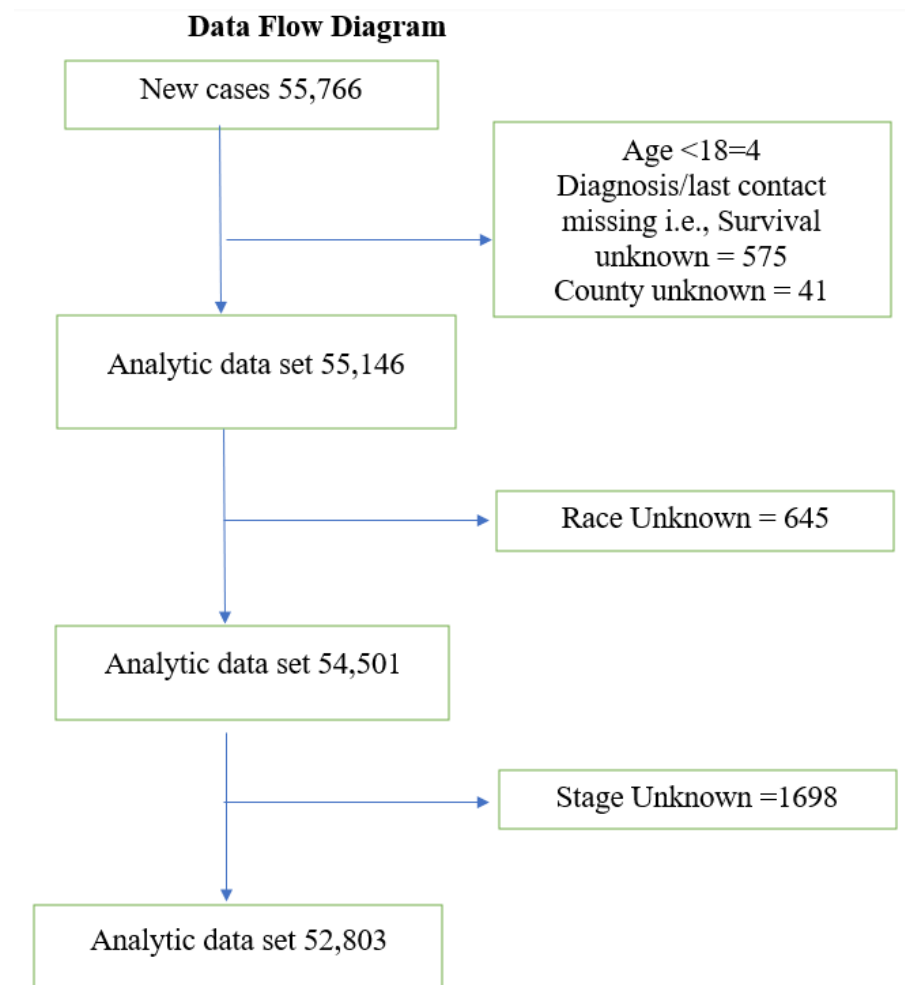 Data Flow Diagram
New cases 55,766
Age <18=4
Diagnosis/last contact
missing i.e., Survival
unknown = 575
County unknown = 41
Analytic data set 55,146
Race Unknown = 645
Analytic data set 54,501
Stage Unknown =1698
Analytic data set 52,803